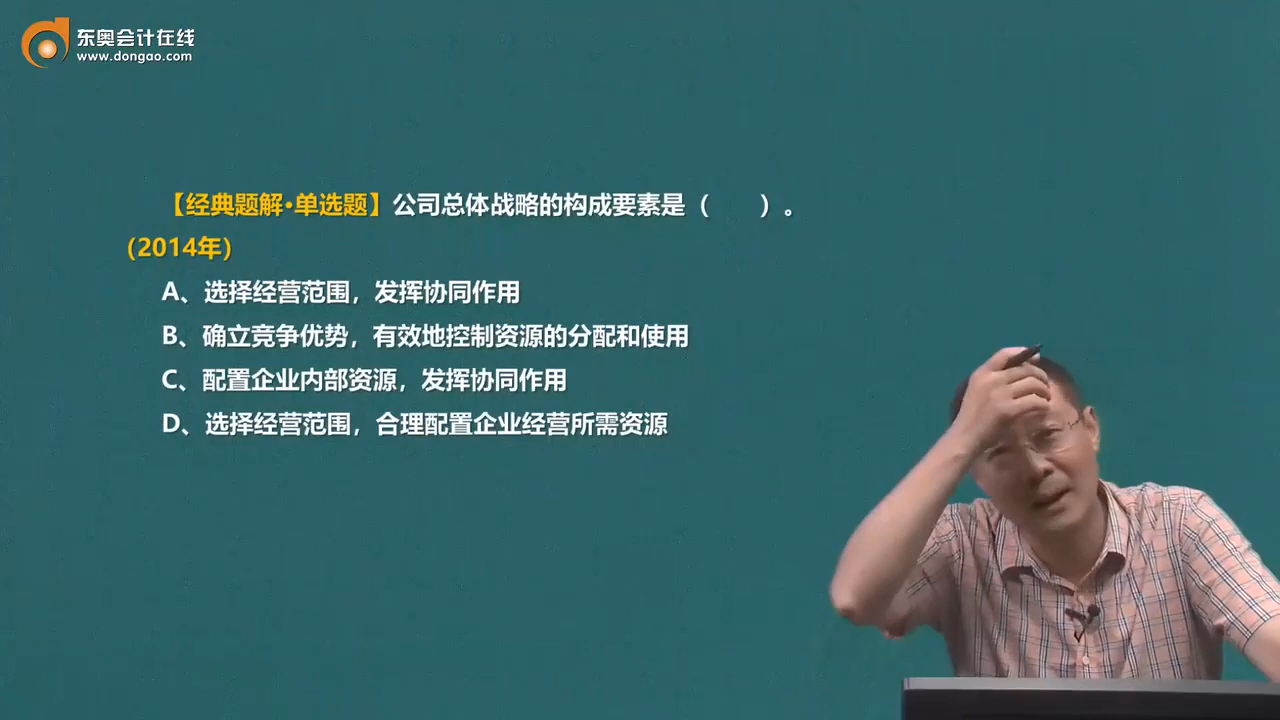 东奥会计在线
www.dongao.com
【经典题解•单选题】公司总体战略的构成要素是（　　）。
(2014年)
A、选择经营范围，发挥协同作用
B、确立竞争优势，有效地控制资源的分配和使用
C、配置企业内部资源，发挥协同作用
D、选择经营范围，合理配置企业经营所需资源